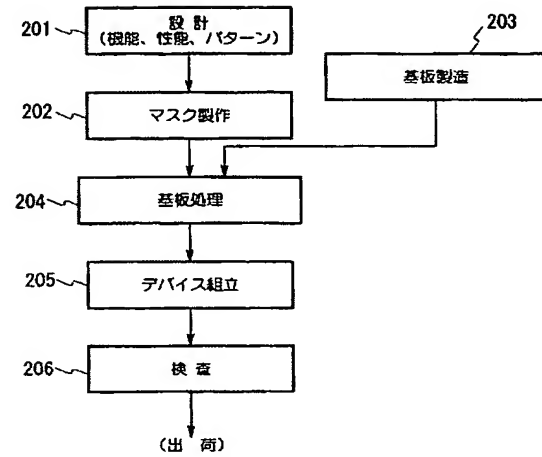 201
設計
(機能、性能、パターン)
203
基板製造
202
マスク製作
204
基板処理
205
デバイス組立
206
検査
(出荷)